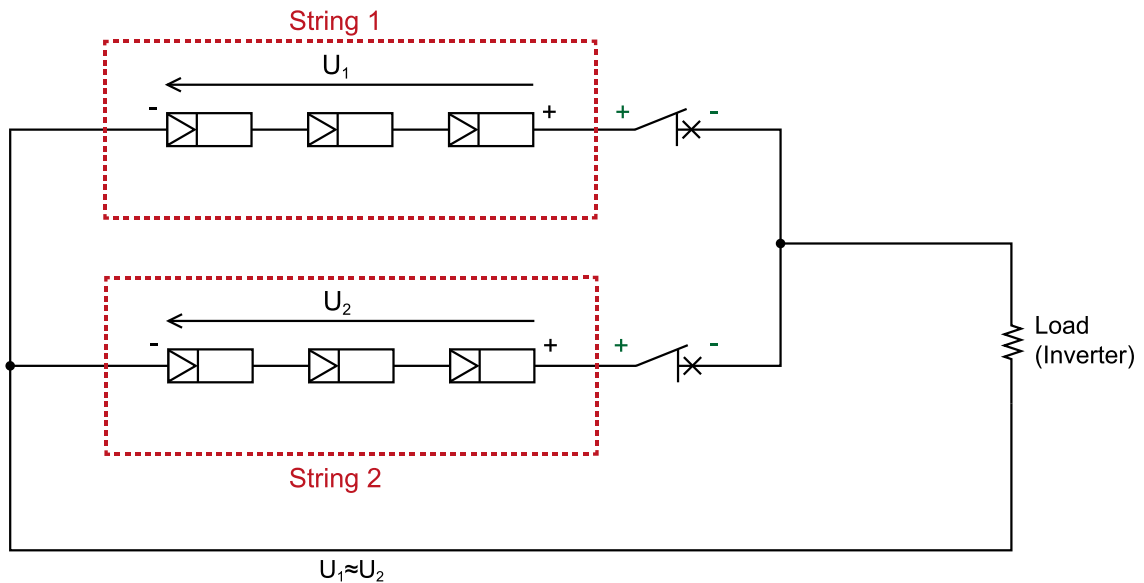 String 1
U₁
- + + -
U₂
- + + -
Load
(Inverter)
String 2
U₁≈U₂